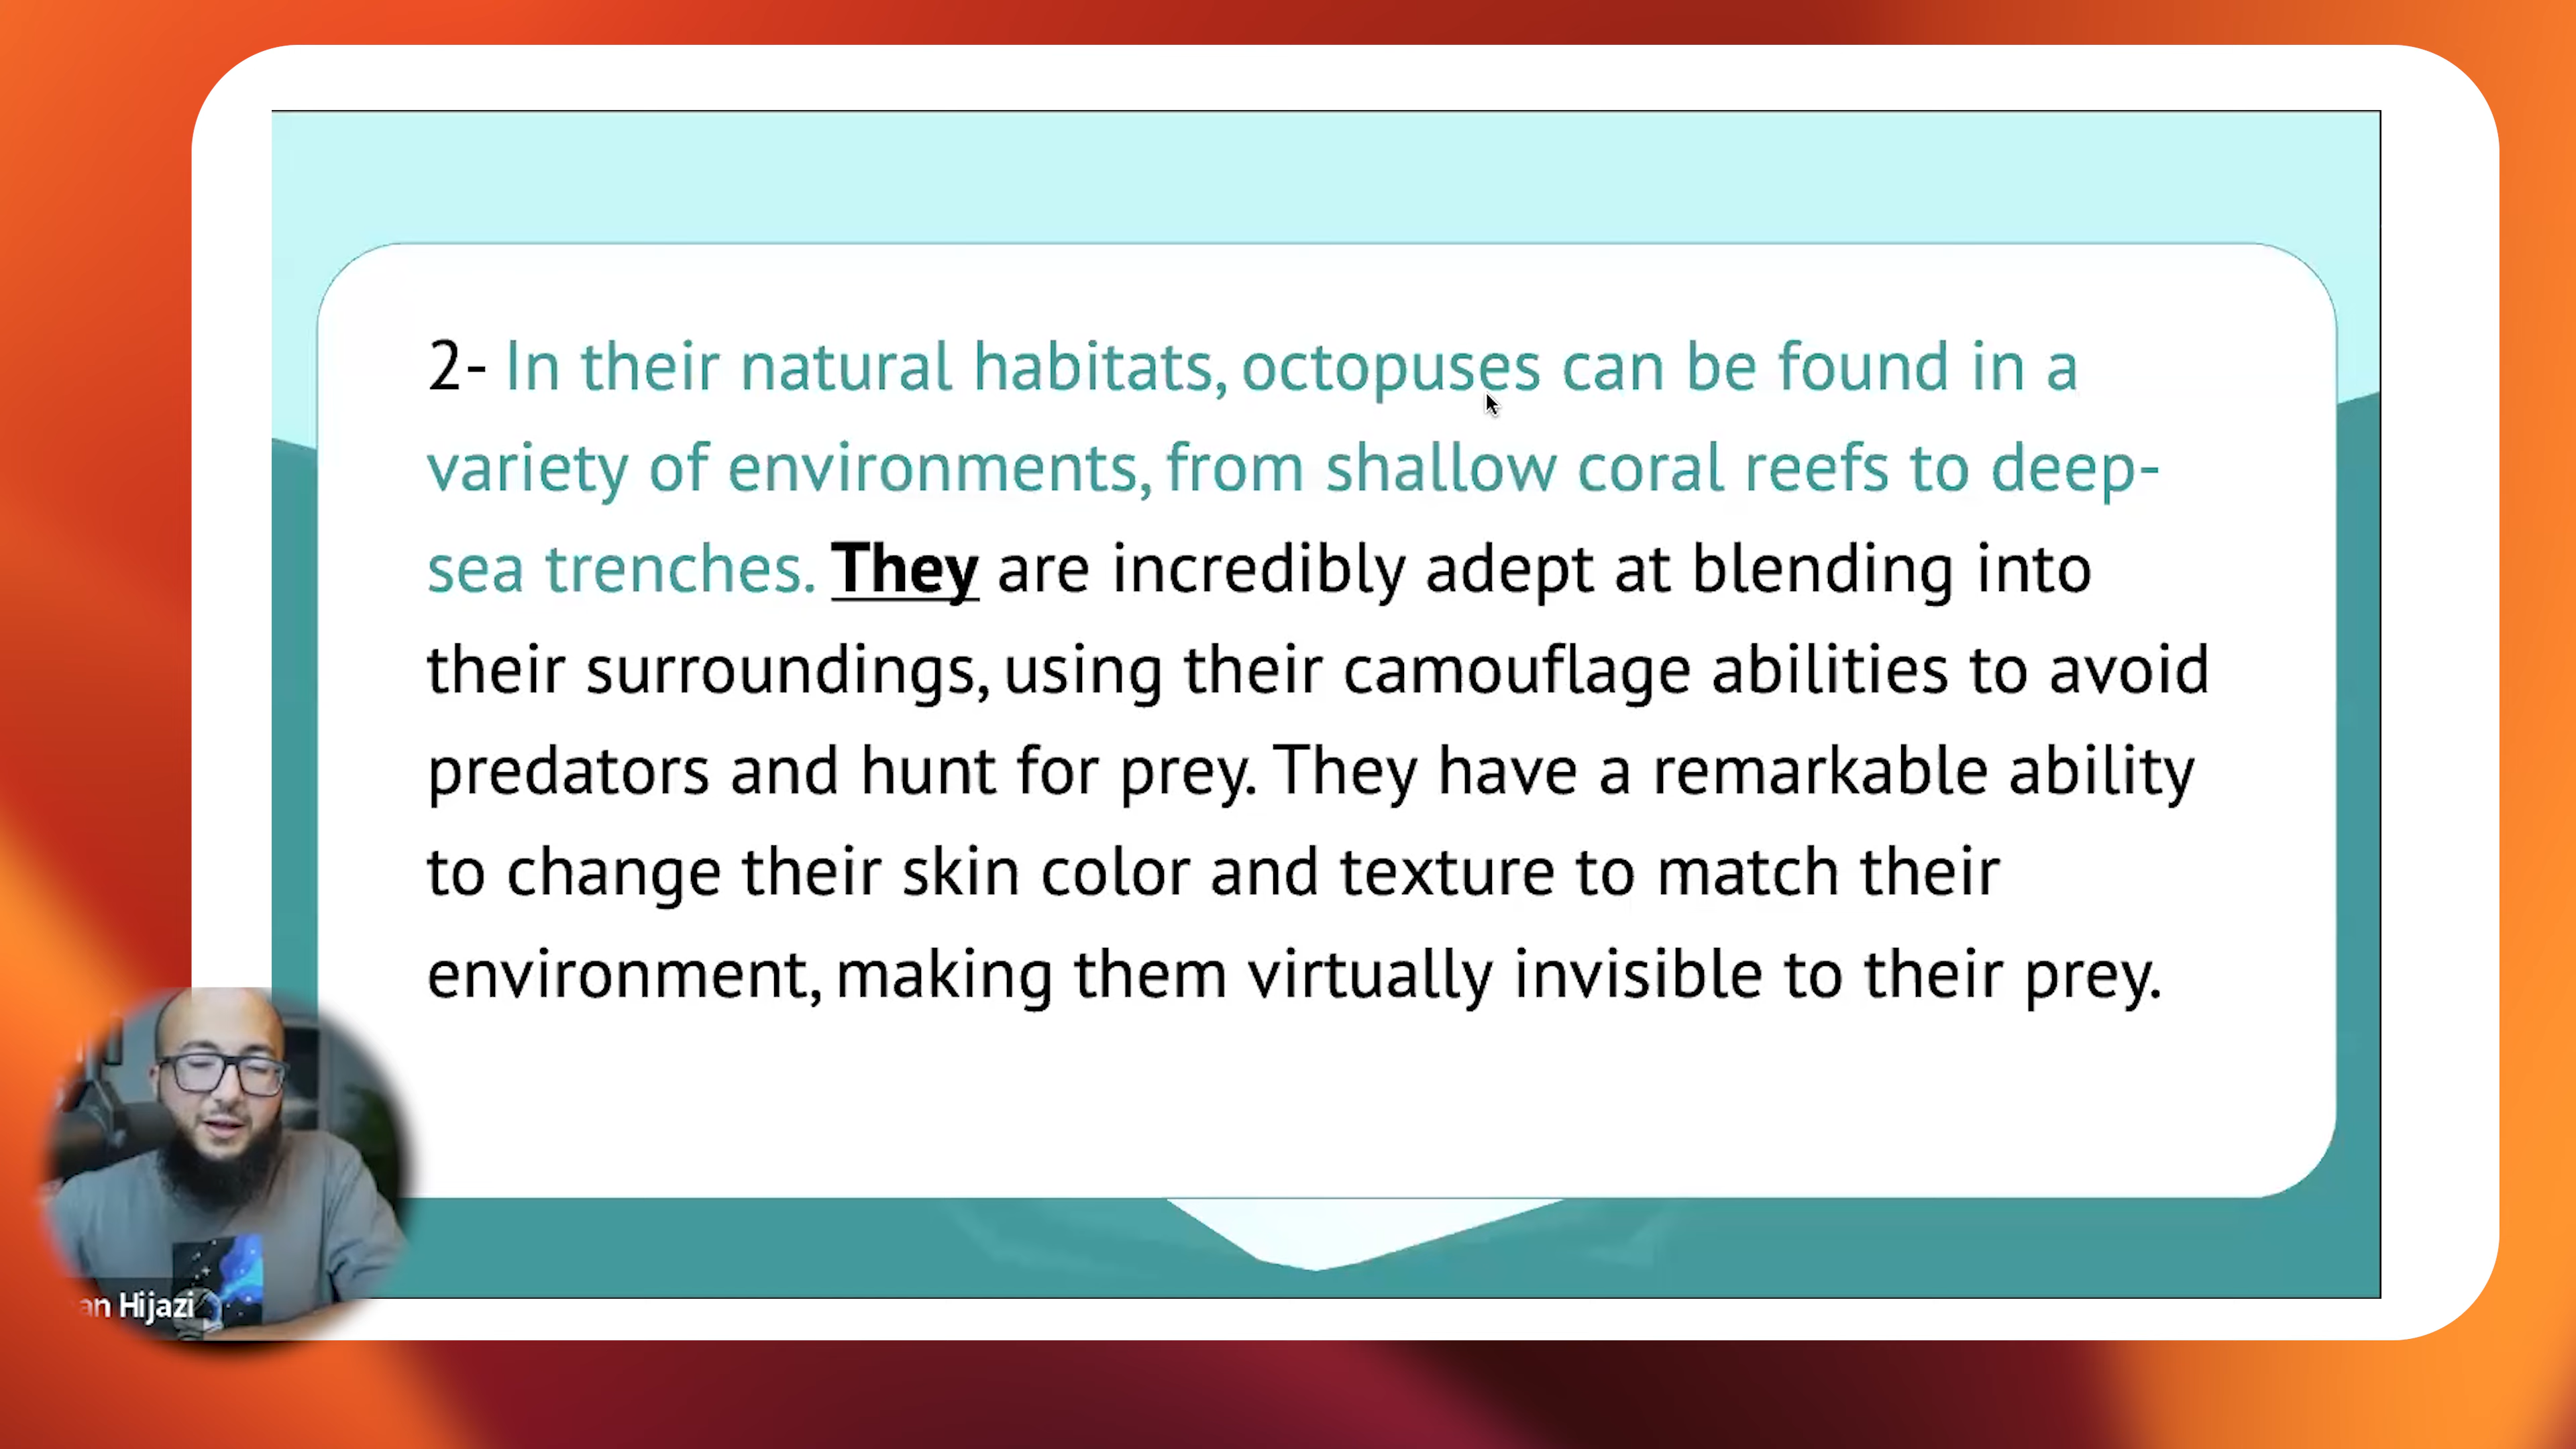 2- In their natural habitats, octopuses can be found in a
variety of environments, from shallow coral reefs to deep-
sea trenches. They are incredibly adept at blending into
their surroundings, using their camouflage abilities to avoid
predators and hunt for prey. They have a remarkable ability
to change their skin color and texture to match their
environment, making them virtually invisible to their prey.
an Hijazi